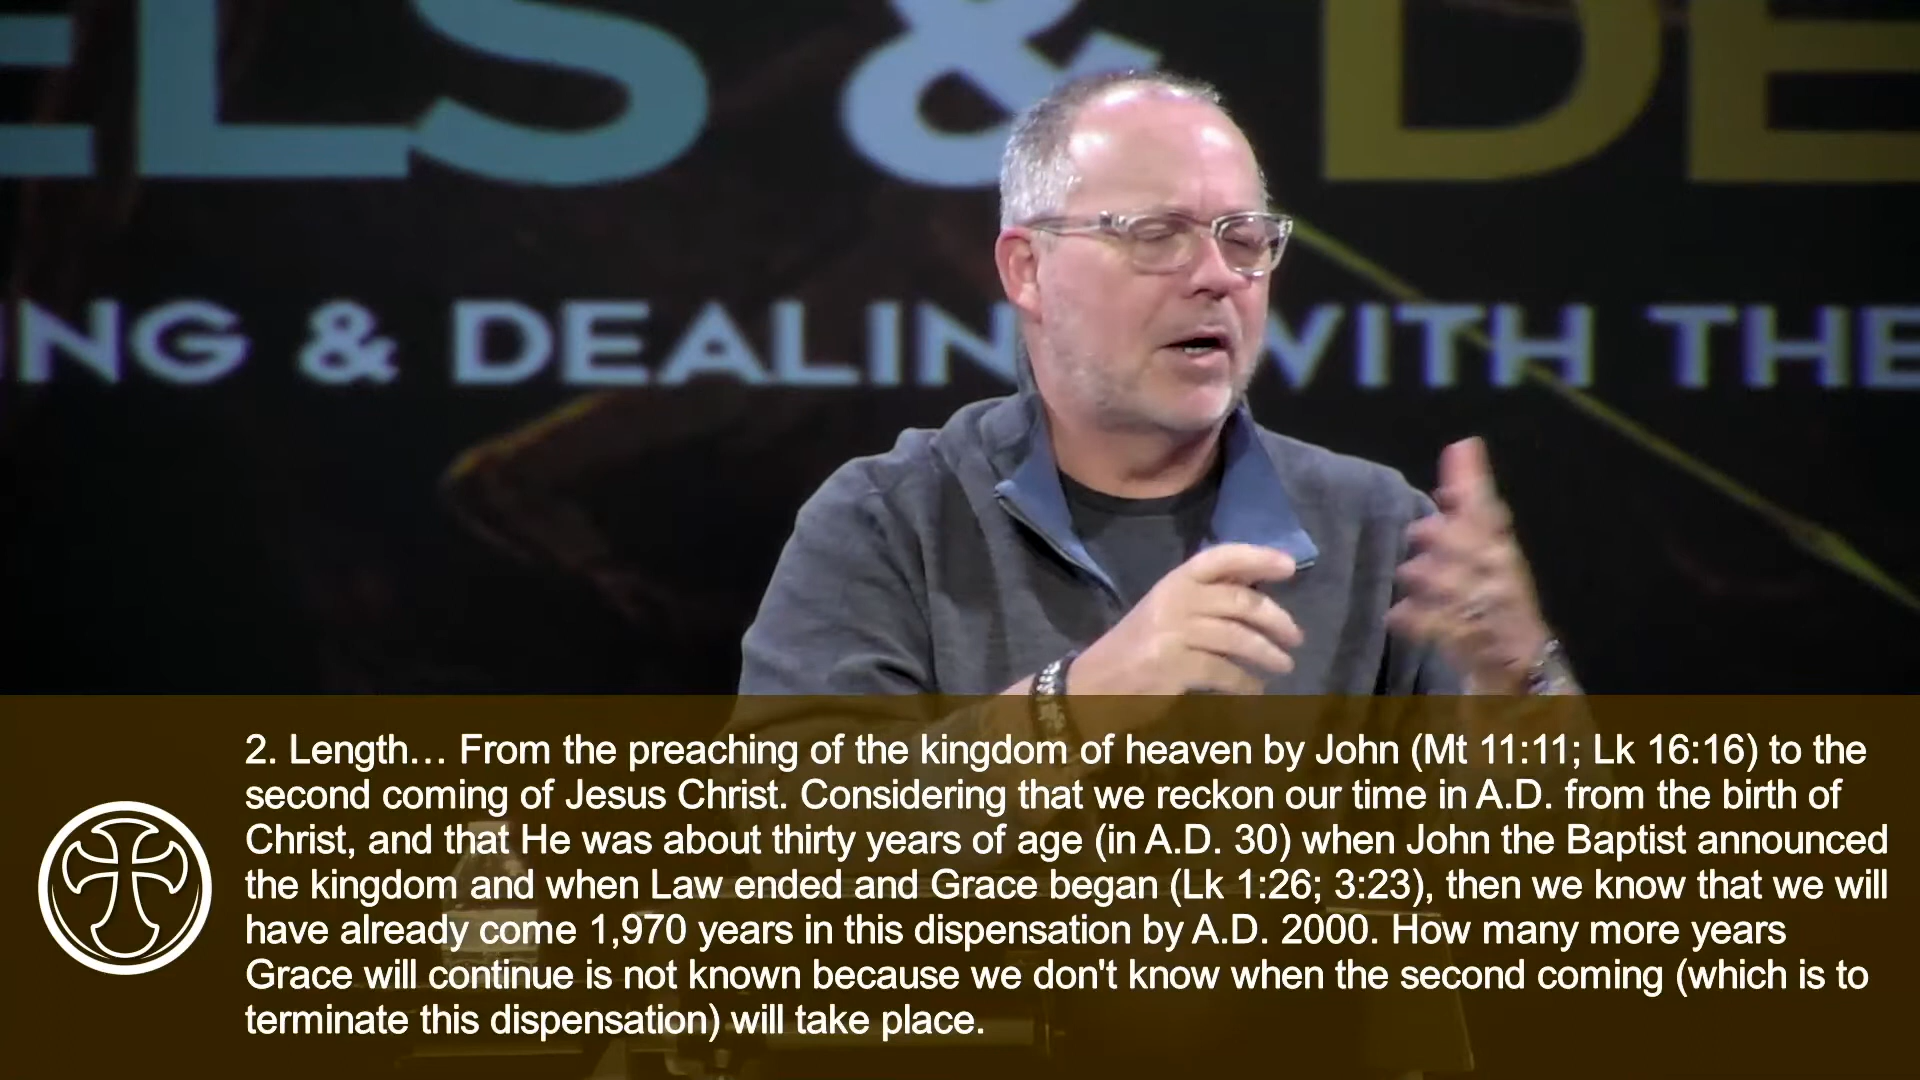 ELS & DE
ING & DEALIN WITH THE
2. Length… From the preaching of the kingdom of heaven by John (Mt 11:11; Lk 16:16) to the
second coming of Jesus Christ. Considering that we reckon our time in A.D. from the birth of
Christ, and that He was about thirty years of age (in A.D. 30) when John the Baptist announced
the kingdom and when Law ended and Grace began (Lk 1:26; 3:23), then we know that we will
have already come 1,970 years in this dispensation by A.D. 2000. How many more years
Grace will continue is not known because we don't know when the second coming (which is to
terminate this dispensation) will take place.